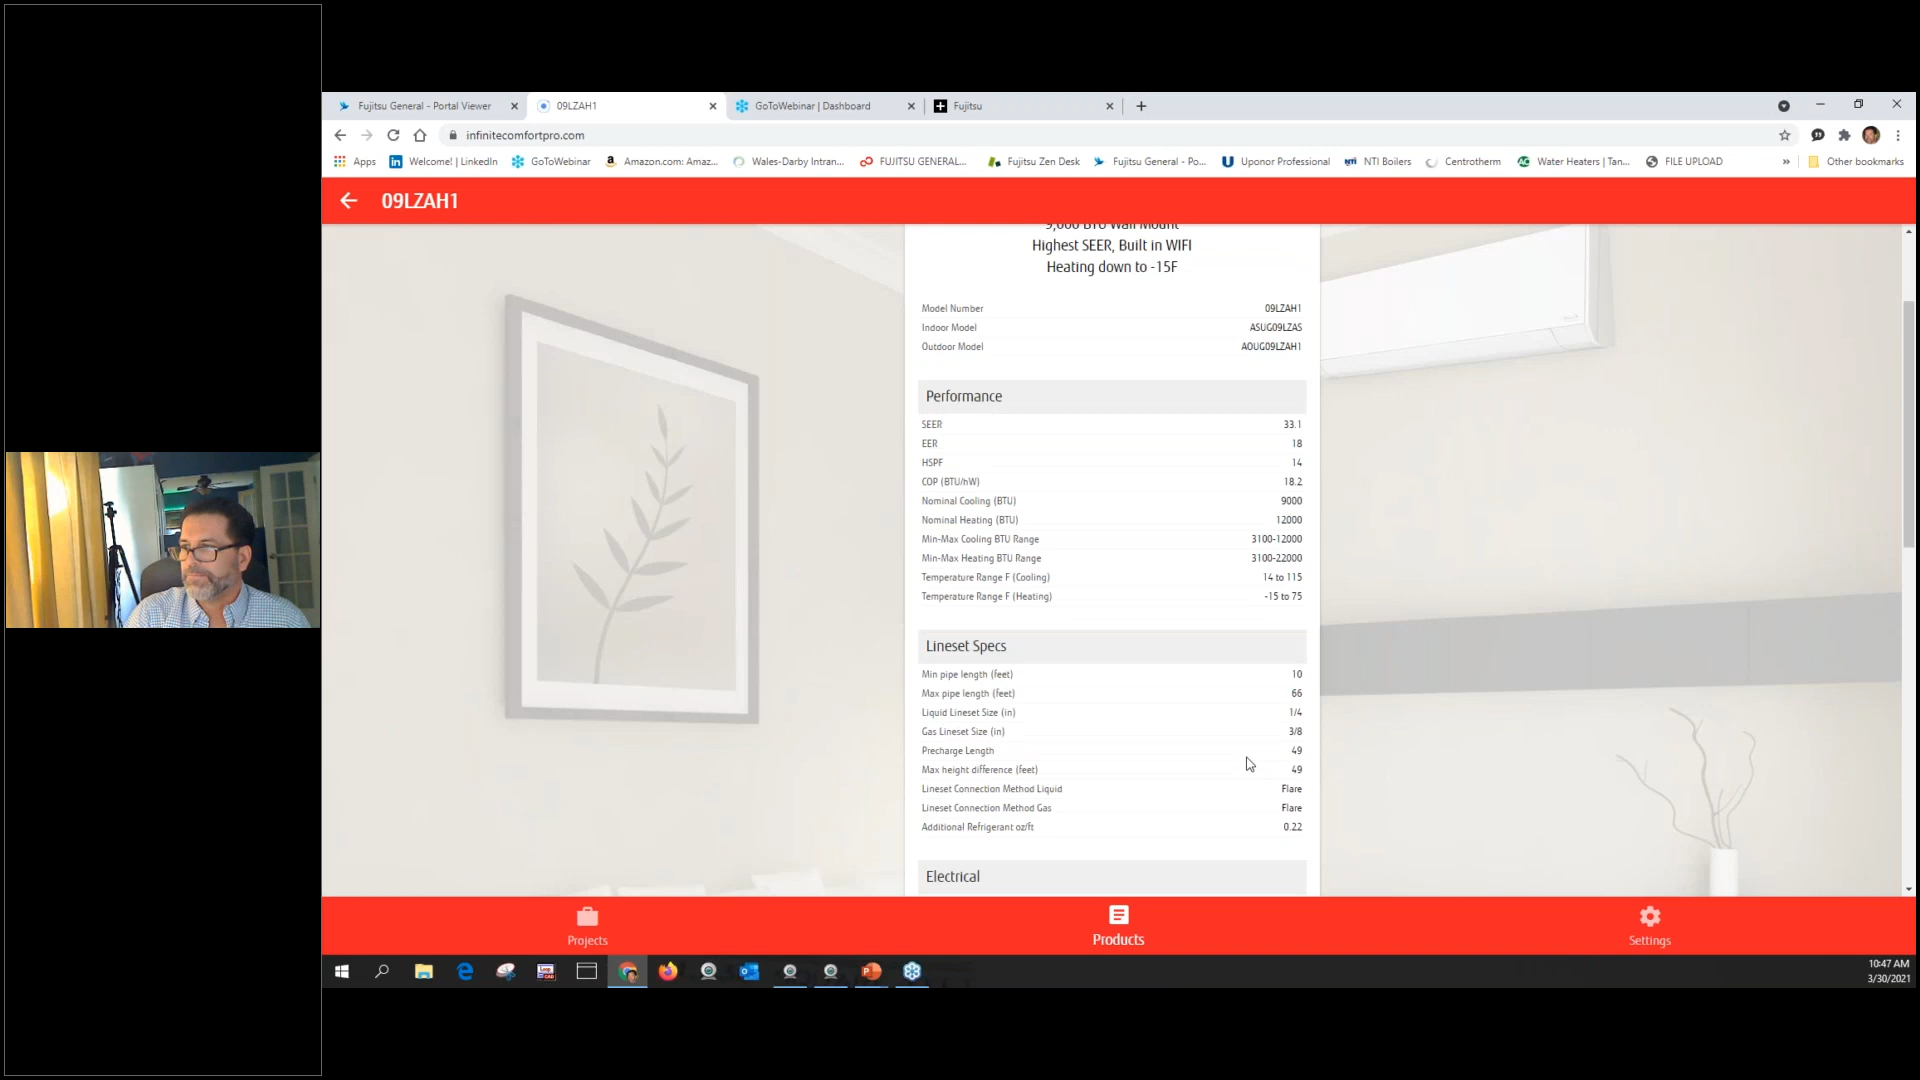 Fujitsu General - Portal Viewer
09LZAH1
GoToWebinar | Dashboard
Fujitsu
infinitecomfortpro.com
Apps
Welcome! | LinkedIn
GoToWebinar
Amazon.com: Amaz...
Wales-Darby Intran...
FUJITSU GENERAL...
Fujitsu Zen Desk
Fujitsu General - Po...
Uponor Professional
NTI Boilers
Centrotherm
Water Heaters | Tan...
FILE UPLOAD
»
Other bookmarks
09LZAH1
9,000 BTU Wall Mount
Highest SEER, Built in WIFI
Heating down to -15F
Model Number 09LZAH1
Indoor Model ASUG09LZAS
Outdoor Model AOUG09LZAH1
Performance
SEER 33.1
EER 18
HSPF 14
COP (BTU/hW) 18.2
Nominal Cooling (BTU) 9000
Nominal Heating (BTU) 12000
Min-Max Cooling BTU Range 3100-12000
Min-Max Heating BTU Range 3100-22000
Temperature Range F (Cooling) 14 to 115
Temperature Range F (Heating) -15 to 75
Lineset Specs
Min pipe length (feet) 10
Max pipe length (feet) 66
Liquid Lineset Size (in) 1/4
Gas Lineset Size (in) 3/8
Precharge Length 49
Max height difference (feet) 49
Lineset Connection Method Liquid Flare
Lineset Connection Method Gas Flare
Additional Refrigerant oz/ft 0.22
Electrical
Projects
Products
Settings
10:47 AM
3/30/2021